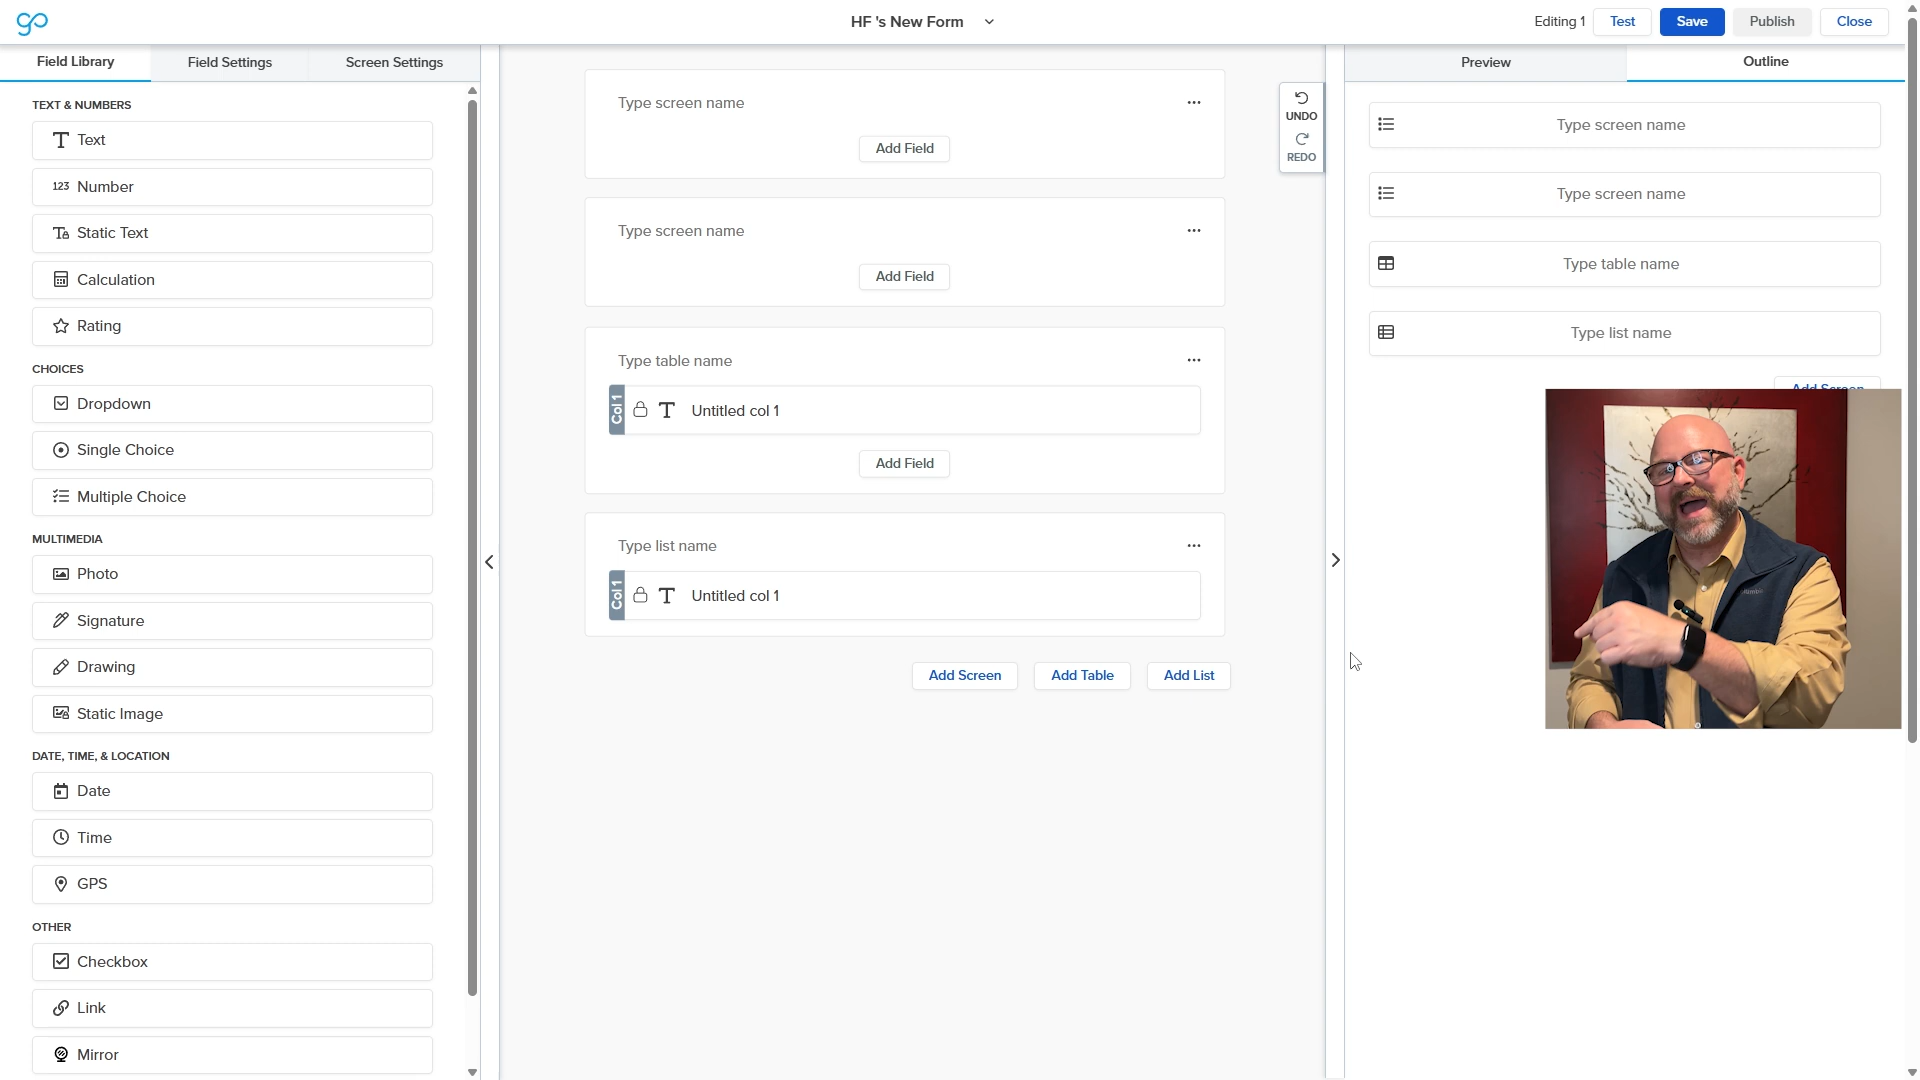 go
HF 's New Form
Editing 1
Test
Save
Publish
Close
Field Library
Field Settings
Screen Settings
TEXT & NUMBERS
Text
123 Number
Static Text
Calculation
Rating
CHOICES
Dropdown
Single Choice
Multiple Choice
MULTIMEDIA
Photo
Signature
Drawing
Static Image
DATE, TIME, & LOCATION
Date
Time
GPS
OTHER
Checkbox
Link
Mirror
Type screen name
Add Field
Type screen name
Add Field
Type table name
Col 1
Untitled col 1
Add Field
Type list name
Col 1
Untitled col 1
Add Screen
Add Table
Add List
UNDO
REDO
Preview
Outline
Type screen name
Type screen name
Type table name
Type list name
Add Screen